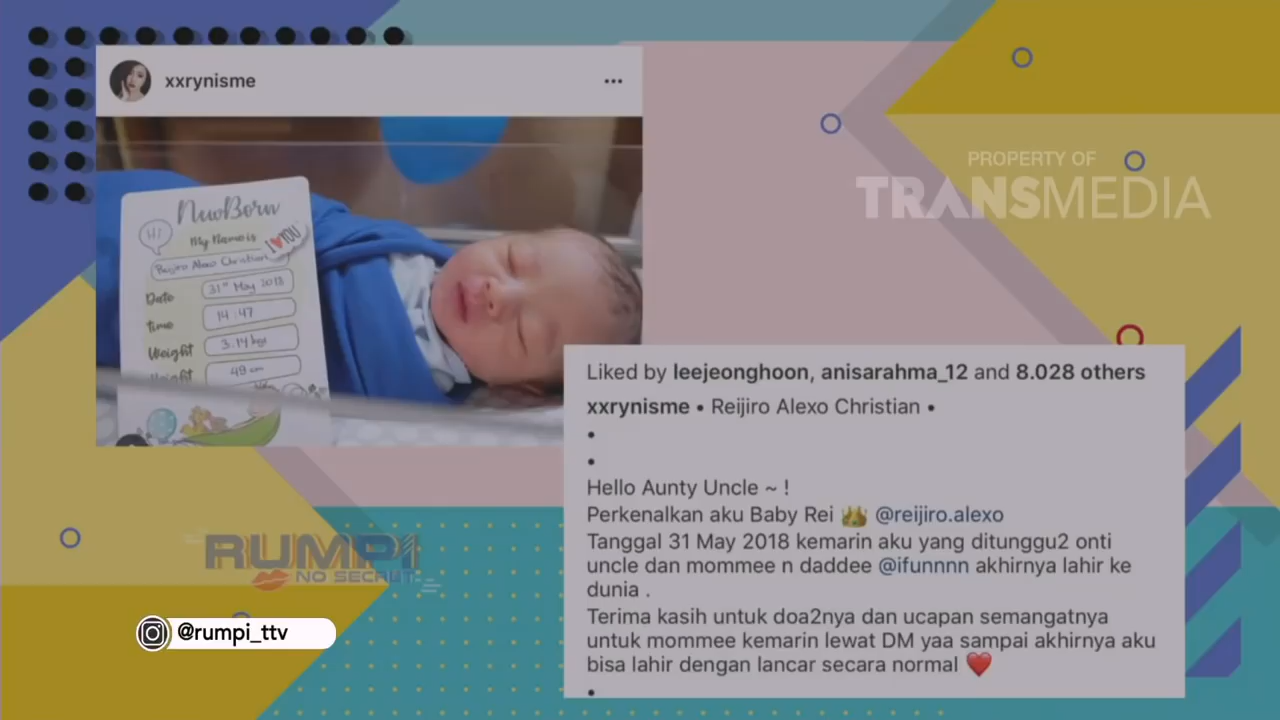 xxrynisme
NewBorn
Hi
My Name is
I ❤ YOU
Reijiro Alexo Christian
Date 31st May 2018
Time 14:47
Weight 3.14 kgs
49 cm
PROPERTY OF
TRANSMEDIA
Liked by leejeonghoon, anisarahma_12 and 8.028 others
xxrynisme • Reijiro Alexo Christian •
•
•
Hello Aunty Uncle ~ !
Perkenalkan aku Baby Rei 👑 @reijiro.alexo
Tanggal 31 May 2018 kemarin aku yang ditunggu2 onti
uncle dan mommee n daddee @ifunnnn akhirnya lahir ke
dunia .
Terima kasih untuk doa2nya dan ucapan semangatnya
untuk mommee kemarin lewat DM yaa sampai akhirnya aku
bisa lahir dengan lancar secara normal ❤️
•
RUMPI
NO SECRET
@rumpi_ttv